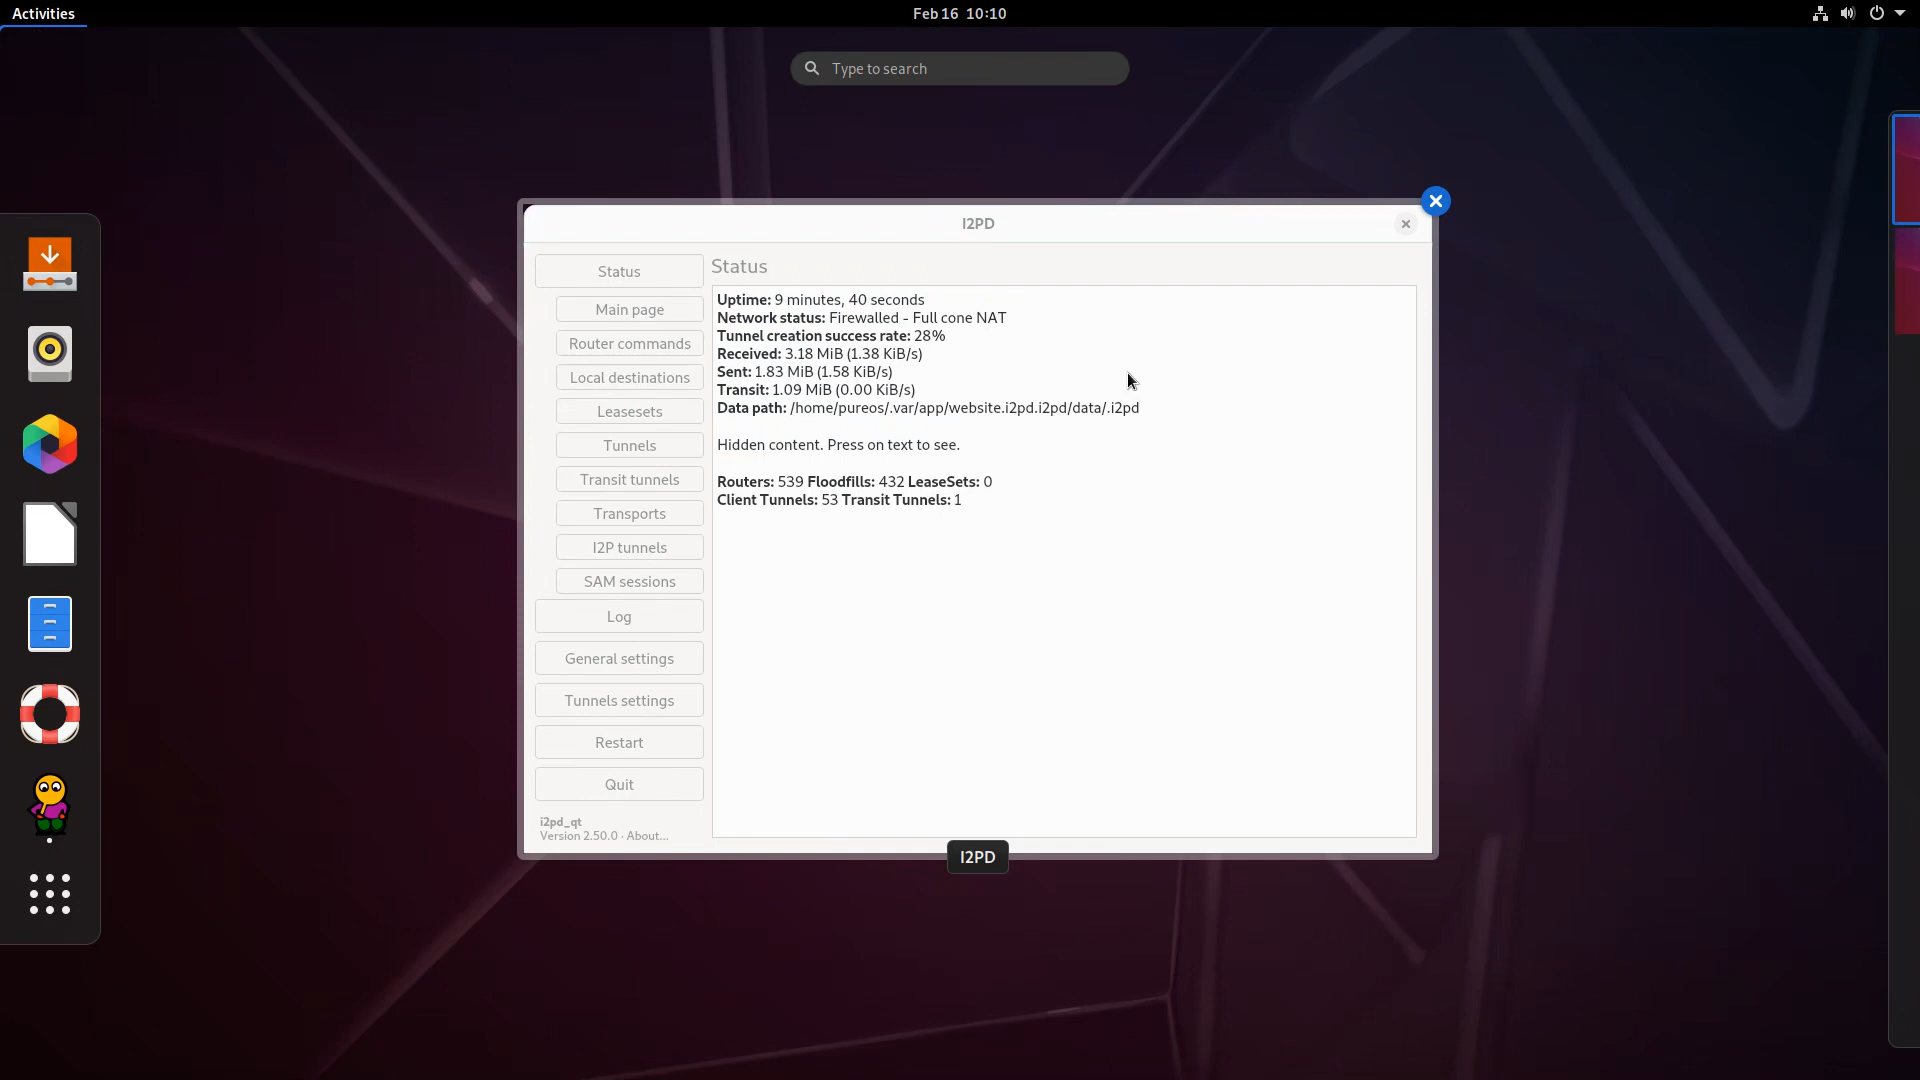 Activities
Feb 16 10:10
Type to search
I2PD
Status
Main page
Router commands
Local destinations
Leasesets
Tunnels
Transit tunnels
Transports
I2P tunnels
SAM sessions
Log
General settings
Tunnels settings
Restart
Quit
i2pd_qt
Version 2.50.0 · About...
Status
Uptime: 9 minutes, 40 seconds
Network status: Firewalled - Full cone NAT
Tunnel creation success rate: 28%
Received: 3.18 MiB (1.38 KiB/s)
Sent: 1.83 MiB (1.58 KiB/s)
Transit: 1.09 MiB (0.00 KiB/s)
Data path: /home/pureos/.var/app/website.i2pd.i2pd/data/.i2pd
Hidden content. Press on text to see.
Routers: 539 Floodfills: 432 LeaseSets: 0
Client Tunnels: 53 Transit Tunnels: 1
I2PD